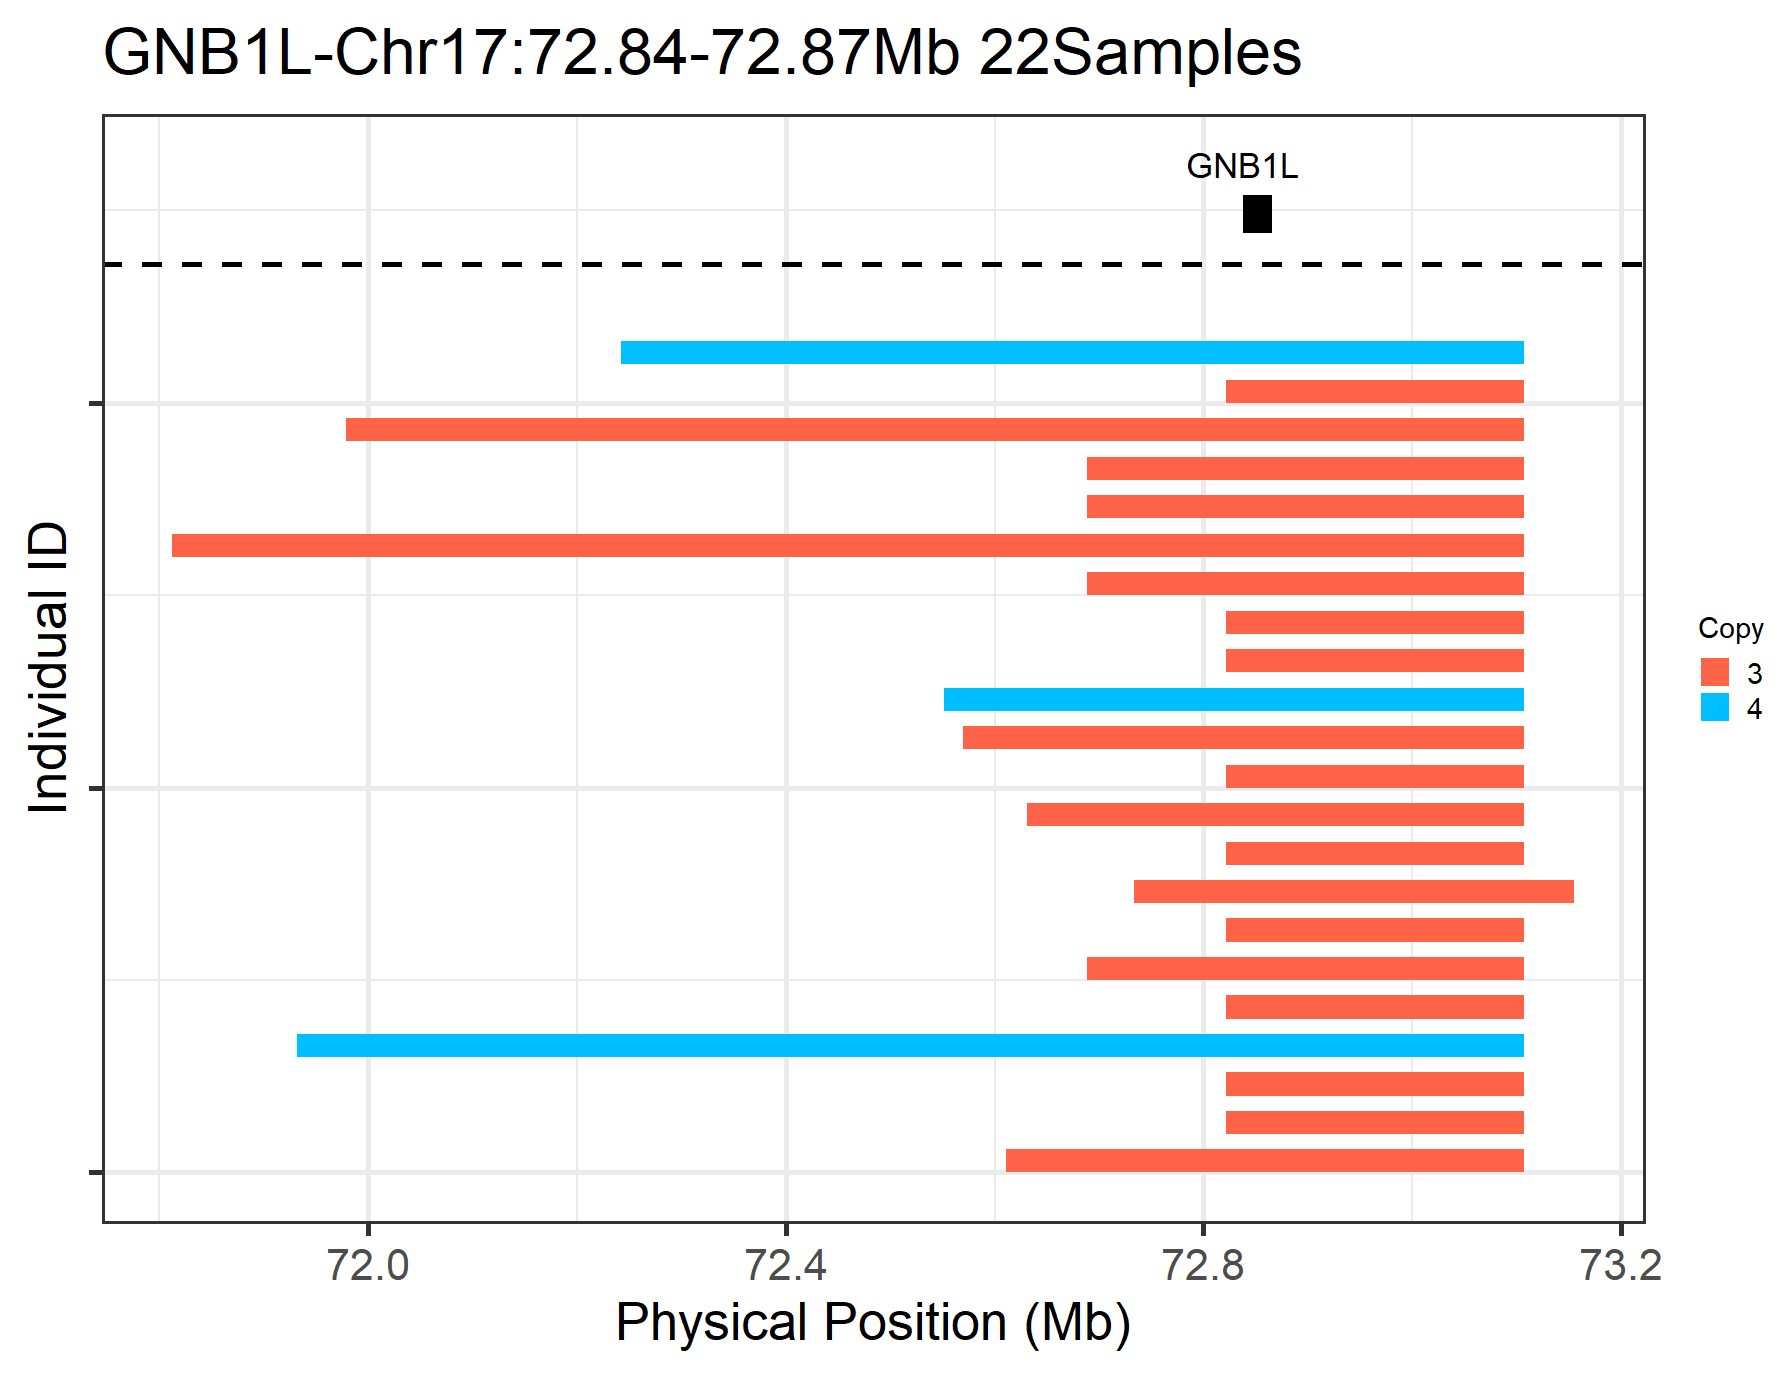 GNB1L-Chr17:72.84-72.87Mb 22Samples
GNB1L
Individual ID
Copy
3
4
72.0 72.4 72.8 73.2
Physical Position (Mb)